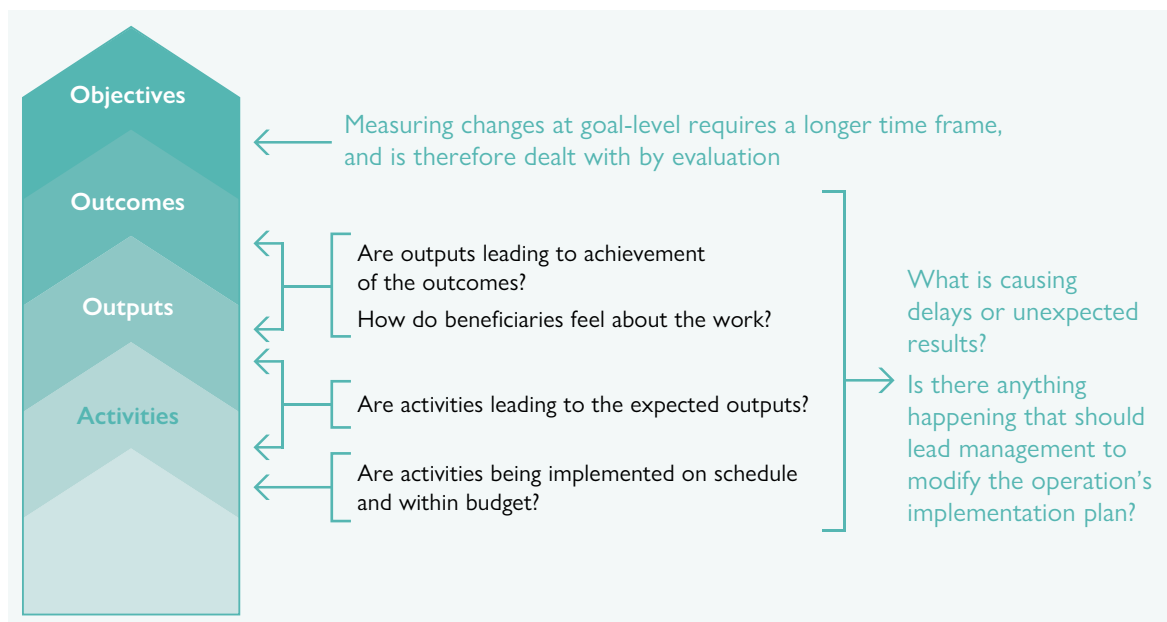 Objectives
Outcomes
Outputs
Activities
Measuring changes at goal-level requires a longer time frame,
and is therefore dealt with by evaluation
Are outputs leading to achievement
of the outcomes?
How do beneficiaries feel about the work?
Are activities leading to the expected outputs?
Are activities being implemented on schedule
and within budget?
What is causing
delays or unexpected
results?
Is there anything
happening that should
lead management to
modify the operation’s
implementation plan?